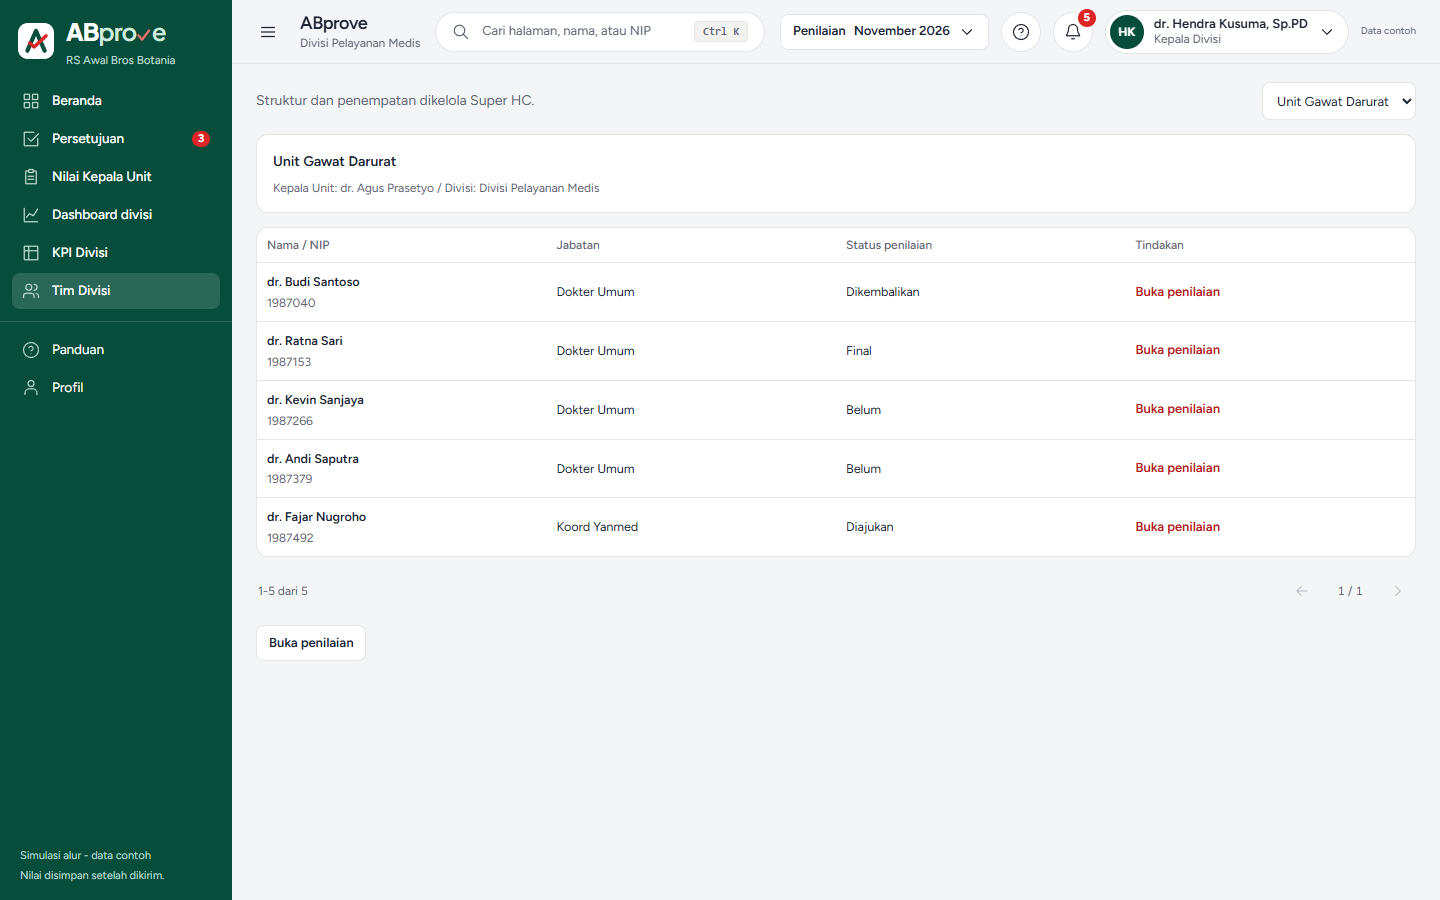 ABprove
RS Awal Bros Botania
Beranda
Persetujuan 3
Nilai Kepala Unit
Dashboard divisi
KPI Divisi
Tim Divisi
Panduan
Profil
Simulasi alur - data contoh
Nilai disimpan setelah dikirim.
ABprove
Divisi Pelayanan Medis
Cari halaman, nama, atau NIP Ctrl K
Penilaian November 2026
5
HK
dr. Hendra Kusuma, Sp.PD
Kepala Divisi
Data contoh
Struktur dan penempatan dikelola Super HC.
Unit Gawat Darurat
Unit Gawat Darurat
Kepala Unit: dr. Agus Prasetyo / Divisi: Divisi Pelayanan Medis
Nama / NIP Jabatan Status penilaian Tindakan
dr. Budi Santoso
1987040
Dokter Umum Dikembalikan Buka penilaian
dr. Ratna Sari
1987153
Dokter Umum Final Buka penilaian
dr. Kevin Sanjaya
1987266
Dokter Umum Belum Buka penilaian
dr. Andi Saputra
1987379
Dokter Umum Belum Buka penilaian
dr. Fajar Nugroho
1987492
Koord Yanmed Diajukan Buka penilaian
1-5 dari 5
1 / 1
Buka penilaian